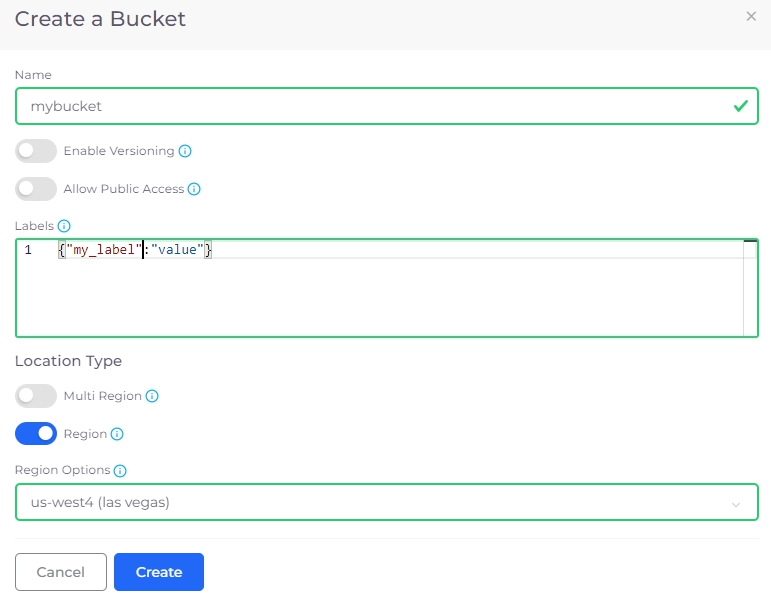 Create a Bucket
Name
mybucket
Enable Versioning
Allow Public Access
Labels
1 {"my_label":"value"}
Location Type
Multi Region
Region
Region Options
us-west4 (las vegas)
Cancel Create